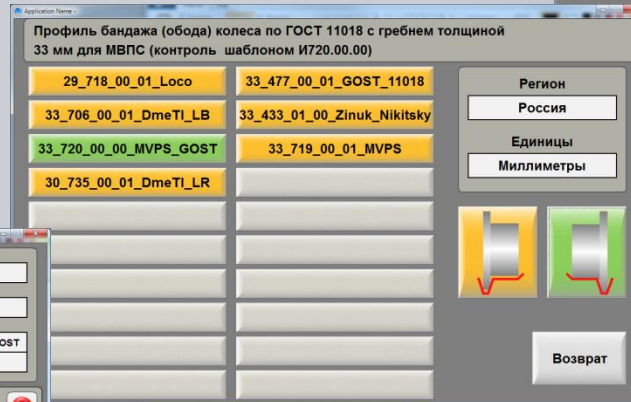 Application Name -
Профиль бандажа (обода) колеса по ГОСТ 11018 с гребнем толщиной
33 мм для МВПС (контроль шаблоном И720.00.00)
29_718_00_01_Loco
33_477_00_01_GOST_11018
33_706_00_01_DmeTI_LB
33_433_01_00_Zinuk_Nikitsky
33_720_00_00_MVPS_GOST
33_719_00_01_MVPS
30_735_00_01_DmeTI_LR
Регион
Россия
Единицы
Миллиметры
OST
Возврат